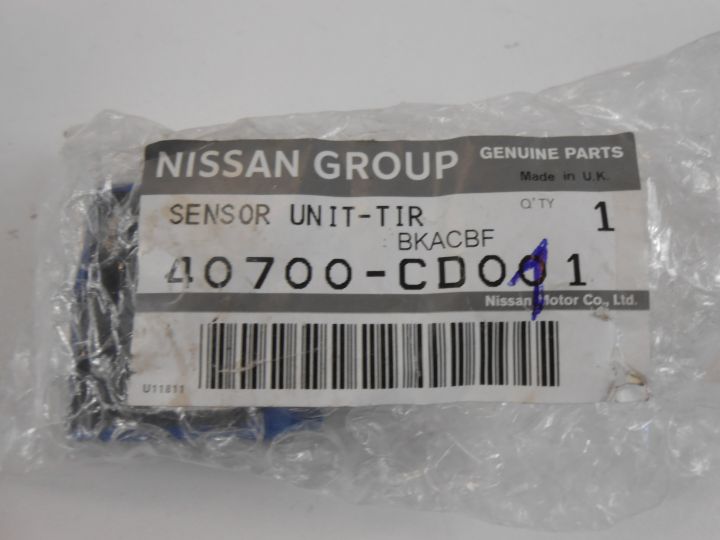 NISSAN GROUP GENUINE PARTS
Made in U.K.
SENSOR UNIT-TIR Q'TY 1
BKACBF
40700-CD001
1
Nissan Motor Co., Ltd.
U11811